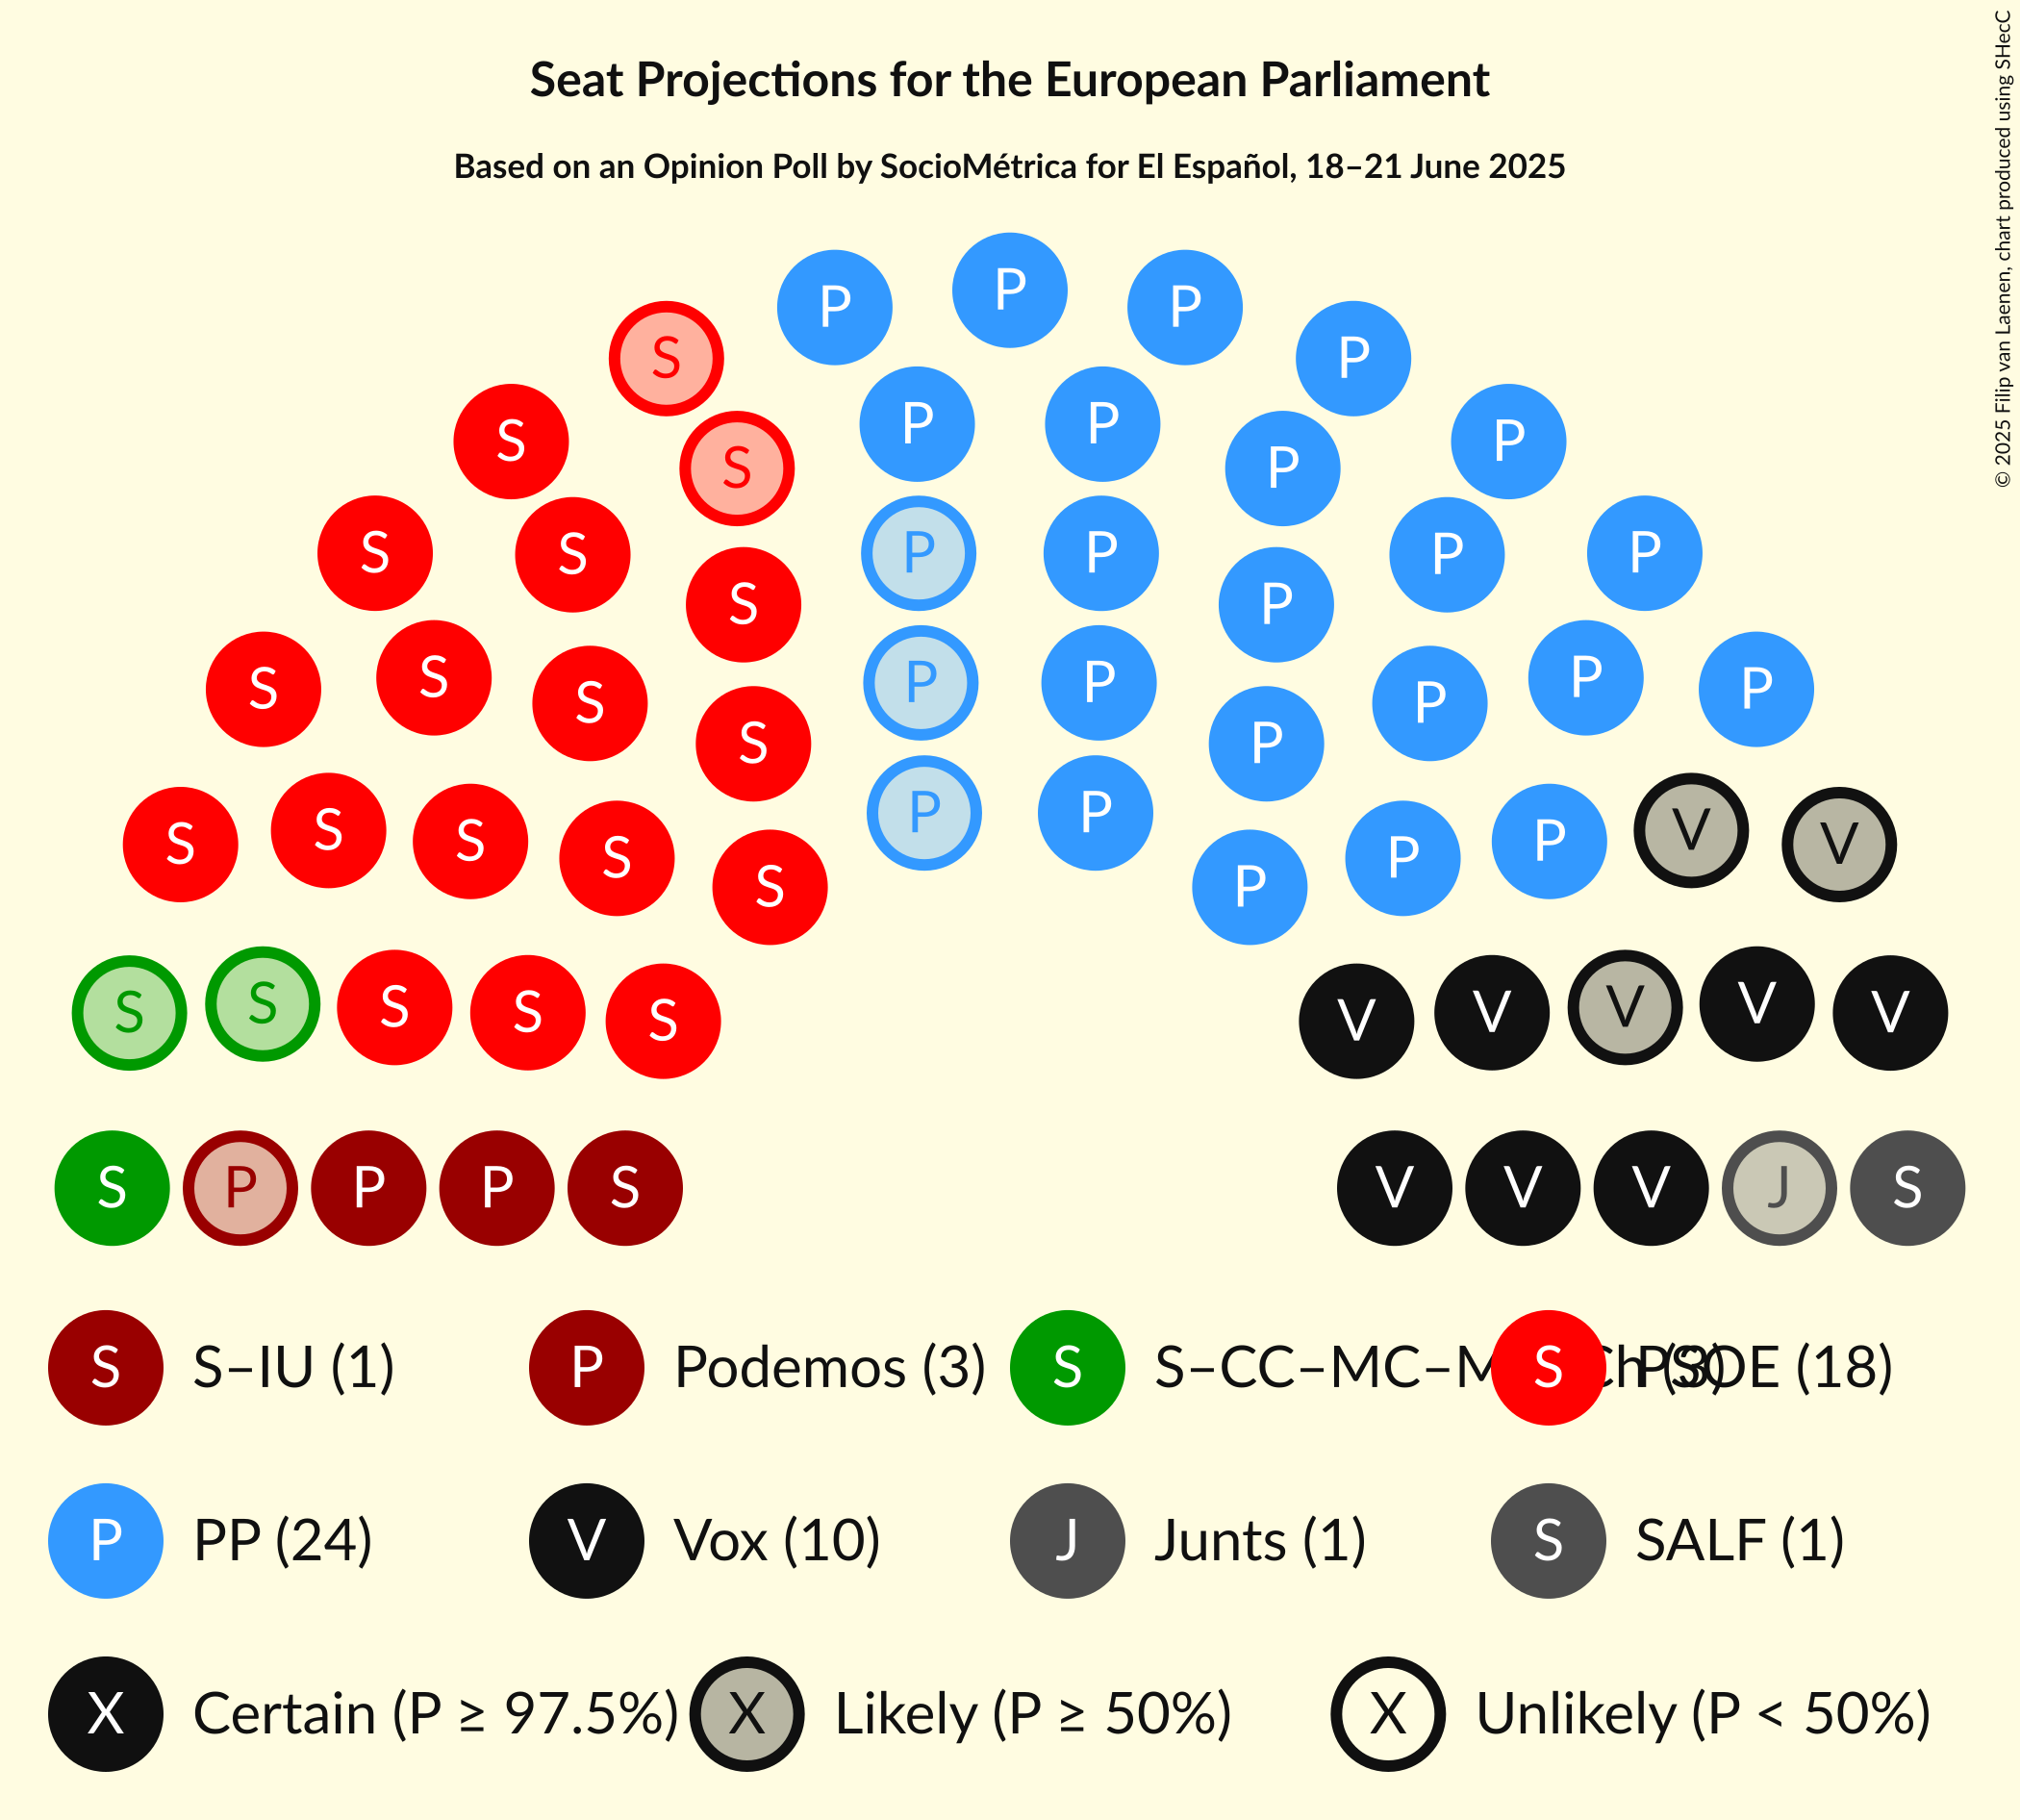 Seat Projections for the European Parliament
Based on an Opinion Poll by SocioMétrica for El Español, 18–21 June 2025
© 2025 Filip van Laenen, chart produced using SHecC
P
P P
S P
P P
S P
S P
S S P P P P
S P
S S S P P P P P
S P
P P
S S S S P P V V
S P
S S S S S V V V V V
S P P P S V V V J S
S S–IU (1) P Podemos (3) S S PSOE (18)
P PP (24) V Vox (10) J Junts (1) S SALF (1)
X Certain (P ≥ 97.5%) X Likely (P ≥ 50%) X Unlikely (P < 50%)